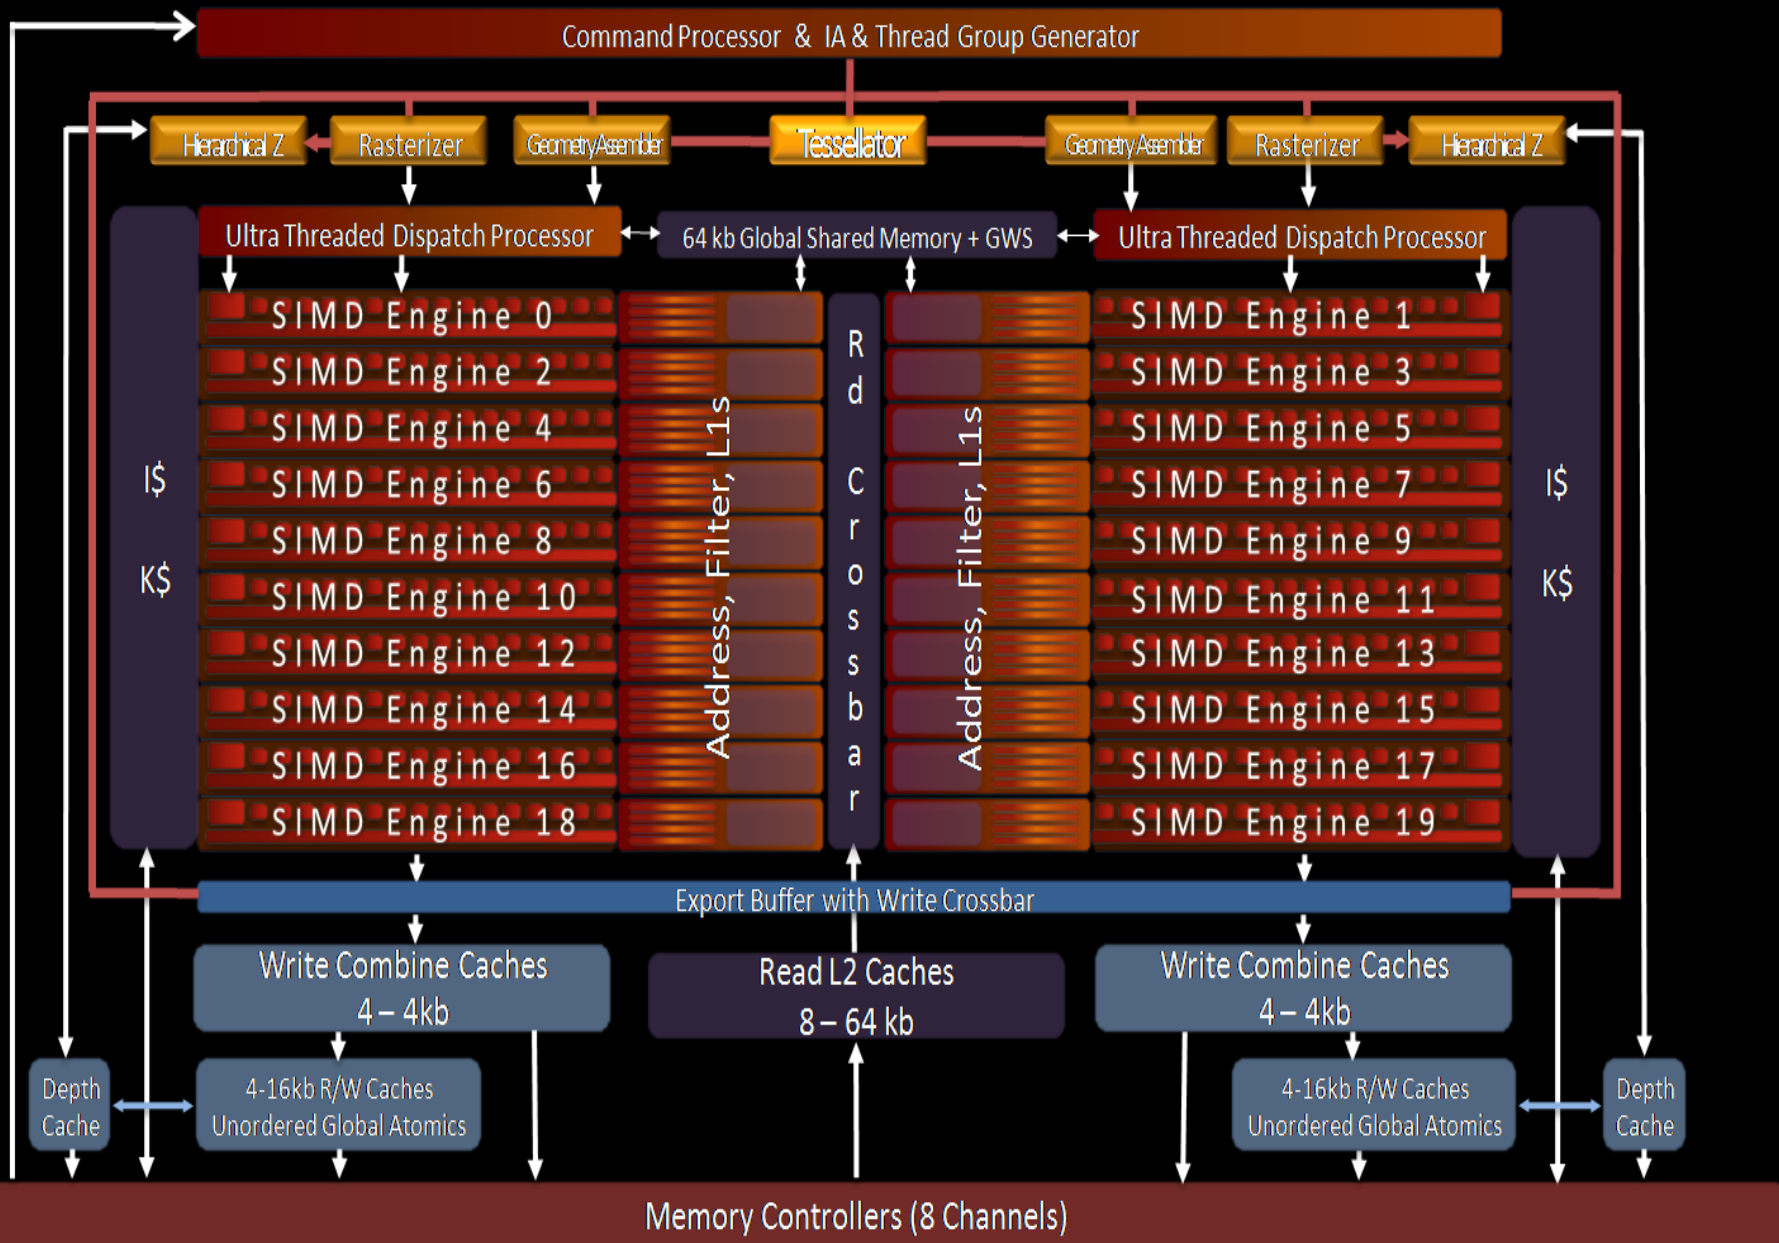 Command Processor & IA & Thread Group Generator
Hierarchical Z
Rasterizer
Geometry Assembler
Tessellator
Geometry Assembler
Rasterizer
Hierarchical Z
Ultra Threaded Dispatch Processor
64 kb Global Shared Memory + GWS
Ultra Threaded Dispatch Processor
I$
K$
SIMD Engine 0
SIMD Engine 2
SIMD Engine 4
SIMD Engine 6
SIMD Engine 8
SIMD Engine 10
SIMD Engine 12
SIMD Engine 14
SIMD Engine 16
SIMD Engine 18
Address, Filter, L1s
Rd Crossbar
Address, Filter, L1s
SIMD Engine 1
SIMD Engine 3
SIMD Engine 5
SIMD Engine 7
SIMD Engine 9
SIMD Engine 11
SIMD Engine 13
SIMD Engine 15
SIMD Engine 17
SIMD Engine 19
I$
K$
Export Buffer with Write Crossbar
Write Combine Caches
4 – 4kb
Read L2 Caches
8 – 64 kb
Write Combine Caches
4 – 4kb
Depth
Cache
4-16kb R/W Caches
Unordered Global Atomics
4-16kb R/W Caches
Unordered Global Atomics
Depth
Cache
Memory Controllers (8 Channels)